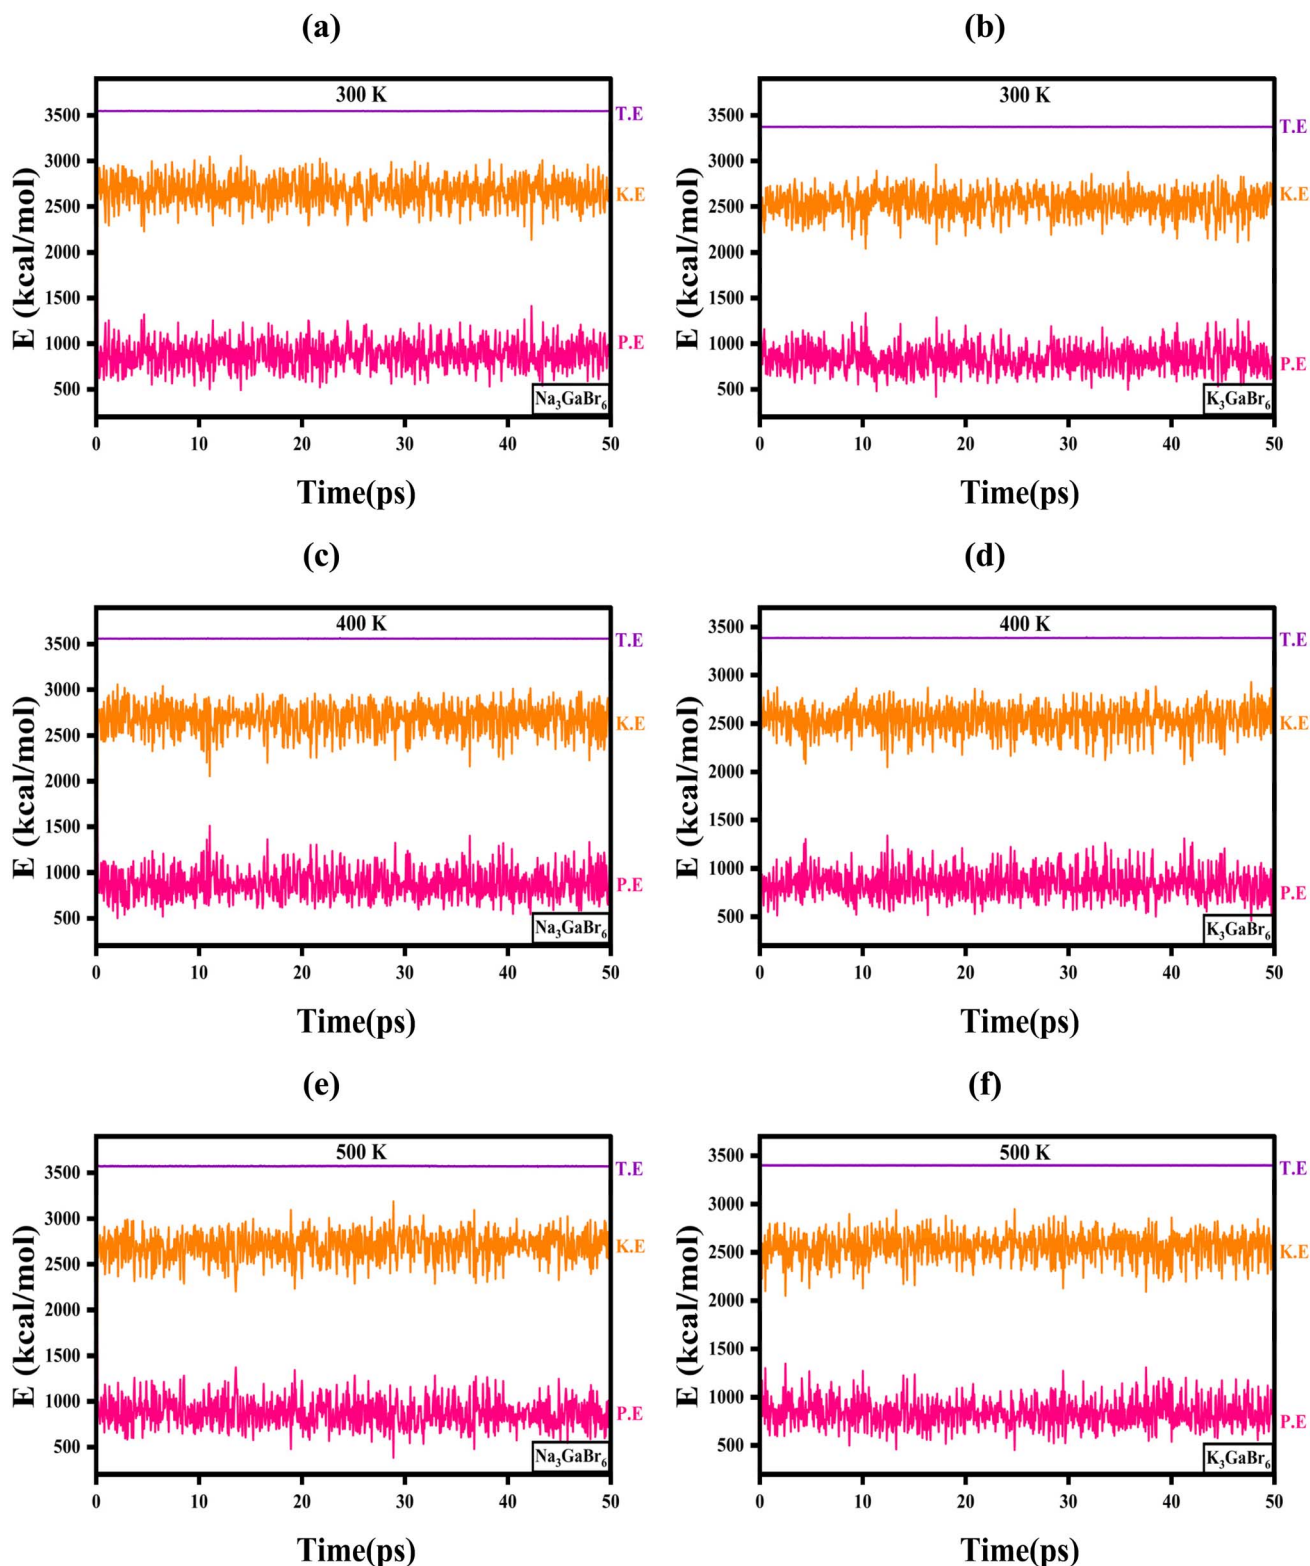 (a)
300 K
3500
3000
2500
2000
1500
1000
500
E (kcal/mol)
T.E
K.E
P.E
Na₃GaBr₆
0 10 20 30 40 50
Time(ps)
(b)
300 K
3500
3000
2500
2000
1500
1000
500
E (kcal/mol)
T.E
K.E
P.E
K₃GaBr₆
0 10 20 30 40 50
Time(ps)
(c)
400 K
3500
3000
2500
2000
1500
1000
500
E (kcal/mol)
T.E
K.E
P.E
Na₃GaBr₆
0 10 20 30 40 50
Time(ps)
(d)
400 K
3500
3000
2500
2000
1500
1000
500
E (kcal/mol)
T.E
K.E
P.E
K₃GaBr₆
0 10 20 30 40 50
Time(ps)
(e)
500 K
3500
3000
2500
2000
1500
1000
500
E (kcal/mol)
T.E
K.E
P.E
Na₃GaBr₆
0 10 20 30 40 50
Time(ps)
(f)
500 K
3500
3000
2500
2000
1500
1000
500
E (kcal/mol)
T.E
K.E
P.E
K₃GaBr₆
0 10 20 30 40 50
Time(ps)